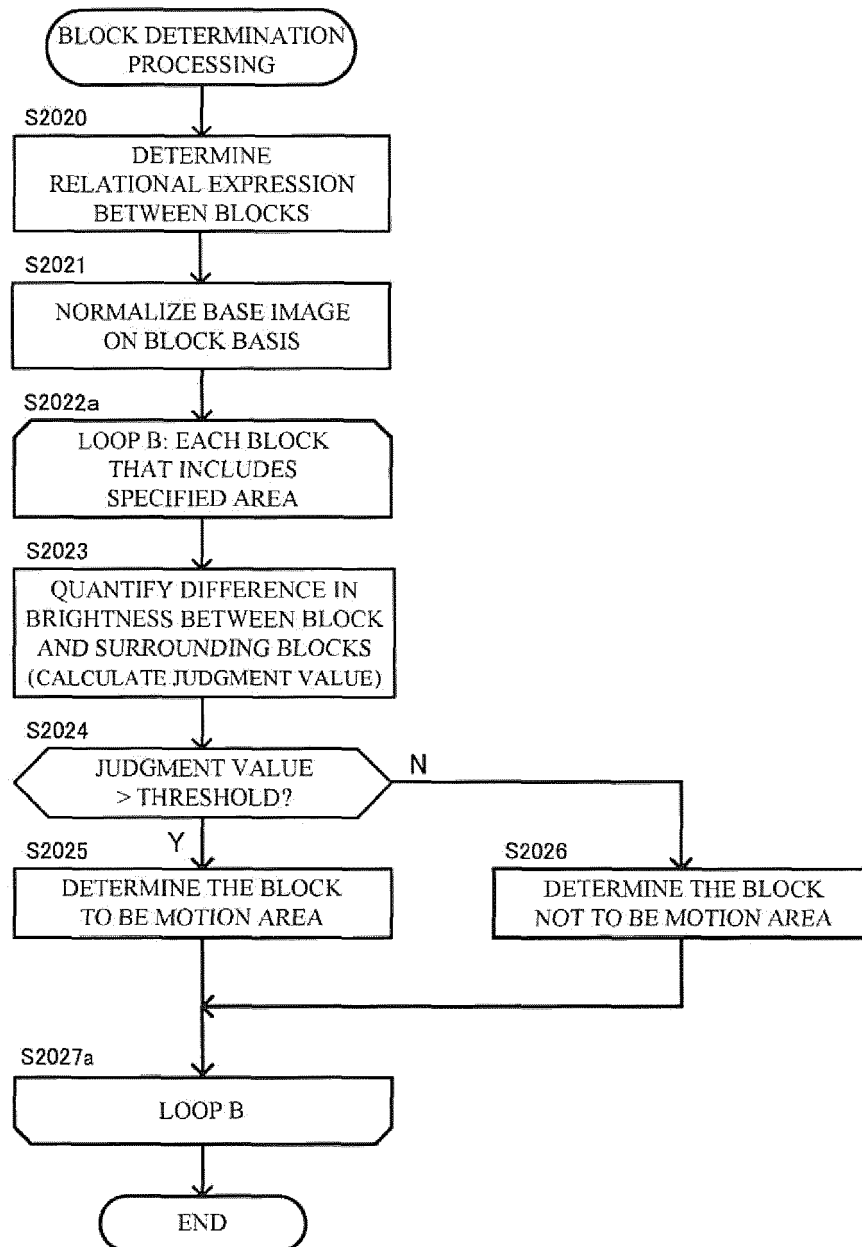 BLOCK DETERMINATION
PROCESSING
S2020
DETERMINE
RELATIONAL EXPRESSION
BETWEEN BLOCKS
S2021
NORMALIZE BASE IMAGE
ON BLOCK BASIS
S2022a
LOOP B: EACH BLOCK
THAT INCLUDES
SPECIFIED AREA
S2023
QUANTIFY DIFFERENCE IN
BRIGHTNESS BETWEEN BLOCK
AND SURROUNDING BLOCKS
(CALCULATE JUDGMENT VALUE)
S2024
JUDGMENT VALUE
> THRESHOLD?
N
Y
S2025
DETERMINE THE BLOCK
TO BE MOTION AREA
S2026
DETERMINE THE BLOCK
NOT TO BE MOTION AREA
S2027a
LOOP B
END